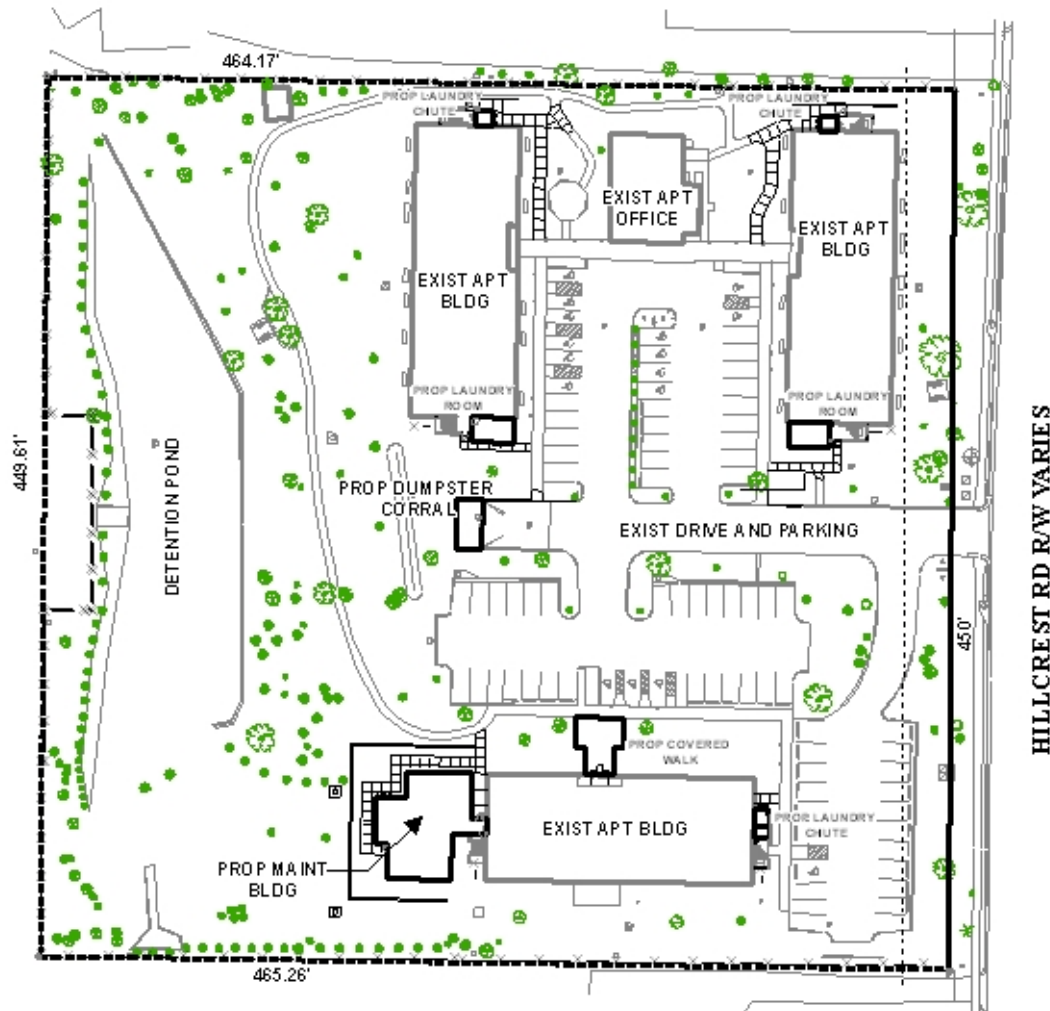 464.17'
PROP LAUNDRY
CHUTE
PROP LAUNDRY
CHUTE
EXIST APT
OFFICE
EXIST APT
BLDG
EXIST APT
BLDG
PROP LAUNDRY
ROOM
PROP LAUNDRY
ROOM
449.61'
DETENTION POND
PROP DUMPSTER
CORRAL
EXIST DRIVE AND PARKING
450'
HILLCREST RD R/W VARIES
PROP COVERED
WALK
EXIST APT BLDG
PROP LAUNDRY
CHUTE
PROP MAINT
BLDG
465.26'